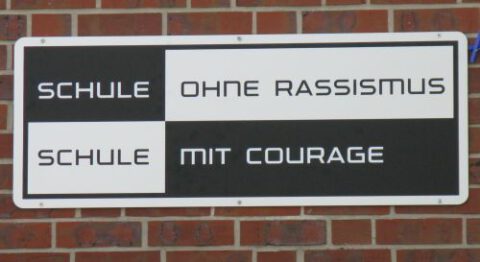 SCHULE OHNE RASSISMUS
SCHULE MIT COURAGE